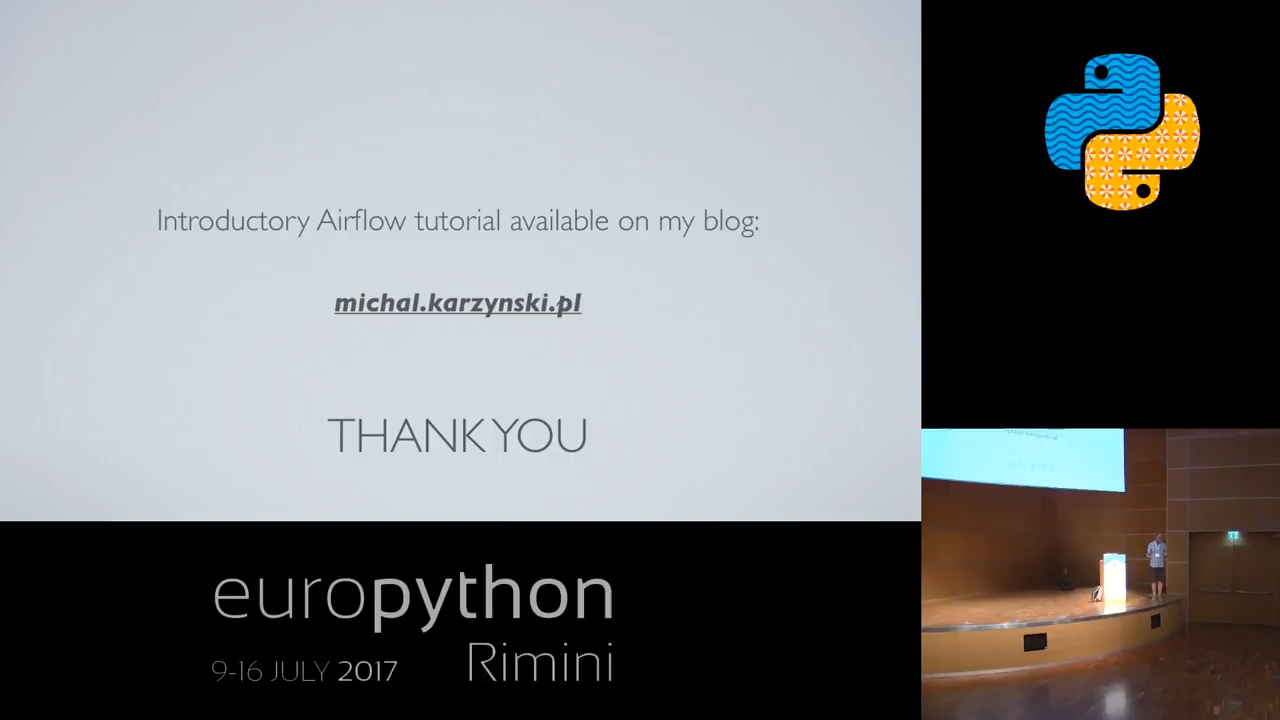 Introductory Airflow tutorial available on my blog:
michal.karzynski.pl
THANK YOU
europython
Rimini
9-16 JULY 2017